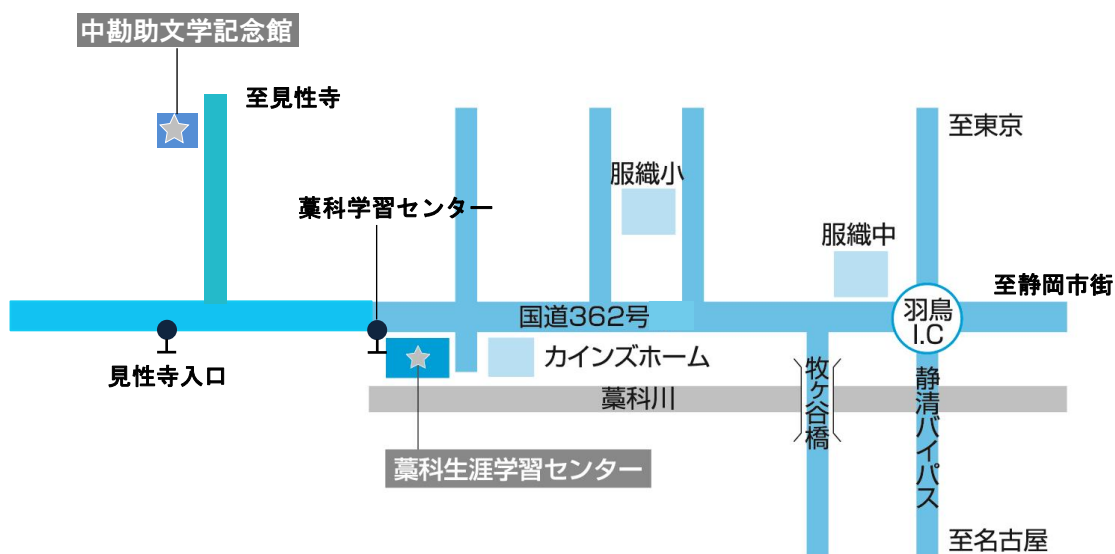 中勘助文学記念館
至見性寺
至東京
服織小
藁科学習センター
服織中
至静岡市街
国道362号
羽鳥
I.C
カインズホーム
見性寺入口
牧ヶ谷橋
静清バイパス
藁科川
藁科生涯学習センター
至名古屋